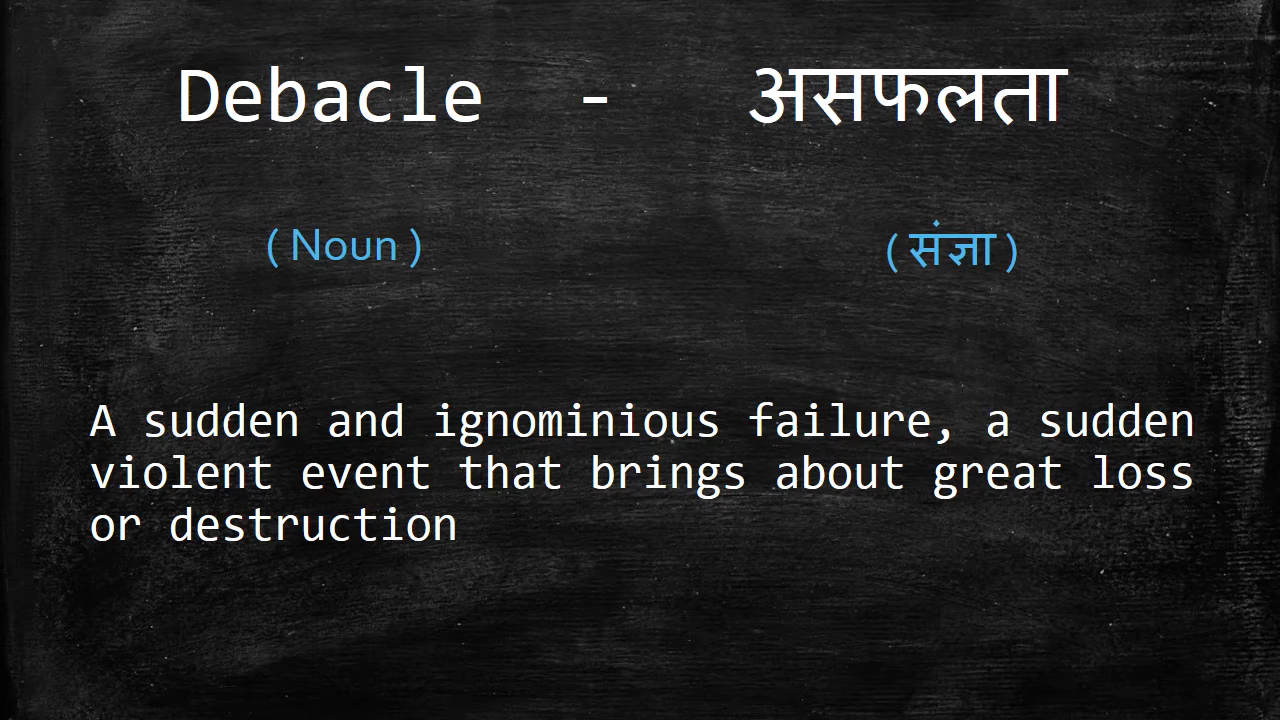 Debacle - असफलता
( Noun ) ( संज्ञा )
A sudden and ignominious failure, a sudden
violent event that brings about great loss
or destruction